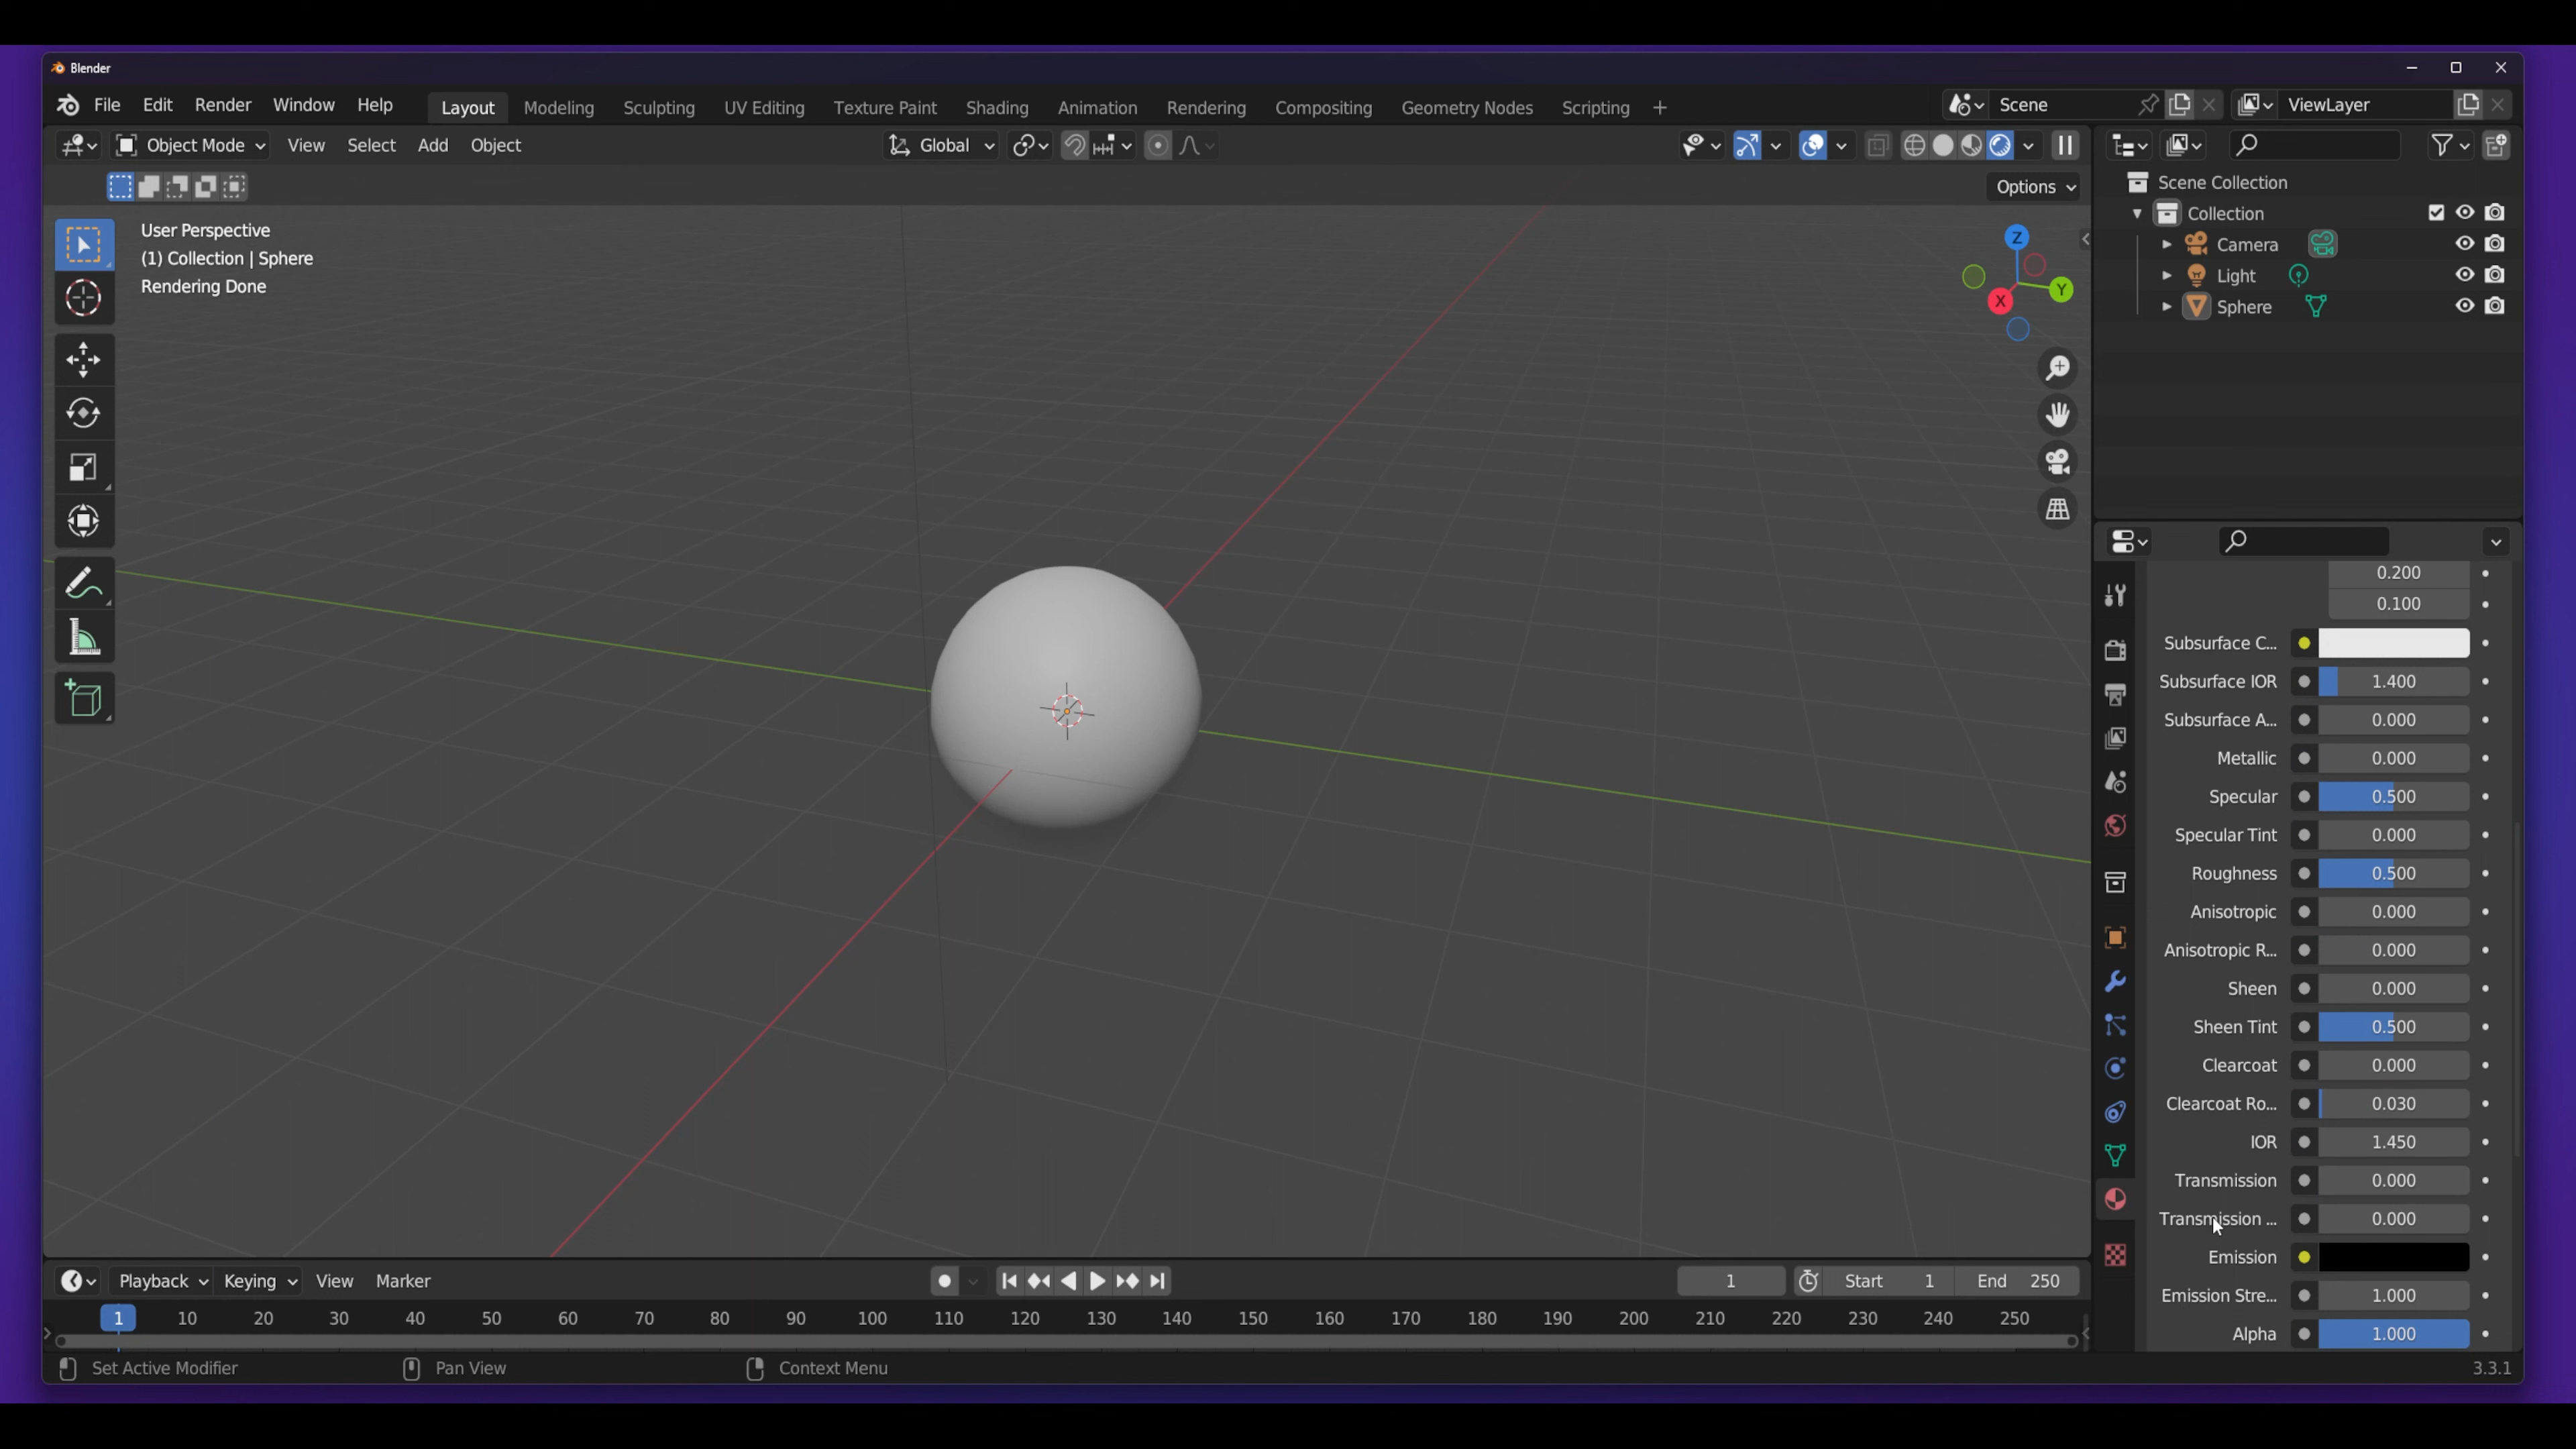 Blender
File Edit Render Window Help Layout Modeling Sculpting UV Editing Texture Paint Shading Animation Rendering Compositing Geometry Nodes Scripting + Scene ViewLayer
Object Mode View Select Add Object Global
Options
User Perspective
(1) Collection | Sphere
Rendering Done
Z
Y
X
Scene Collection
Collection
Camera
Light
Sphere
0.200
0.100
Subsurface C...
Subsurface IOR 1.400
Subsurface A... 0.000
Metallic 0.000
Specular 0.500
Specular Tint 0.000
Roughness 0.500
Anisotropic 0.000
Anisotropic R... 0.000
Sheen 0.000
Sheen Tint 0.500
Clearcoat 0.000
Clearcoat Ro... 0.030
IOR 1.450
Transmission 0.000
Transmission ... 0.000
Emission
Emission Stre... 1.000
Alpha 1.000
Playback Keying View Marker 1 Start 1 End 250
1 10 20 30 40 50 60 70 80 90 100 110 120 130 140 150 160 170 180 190 200 210 220 230 240 250
Set Active Modifier Pan View Context Menu 3.3.1